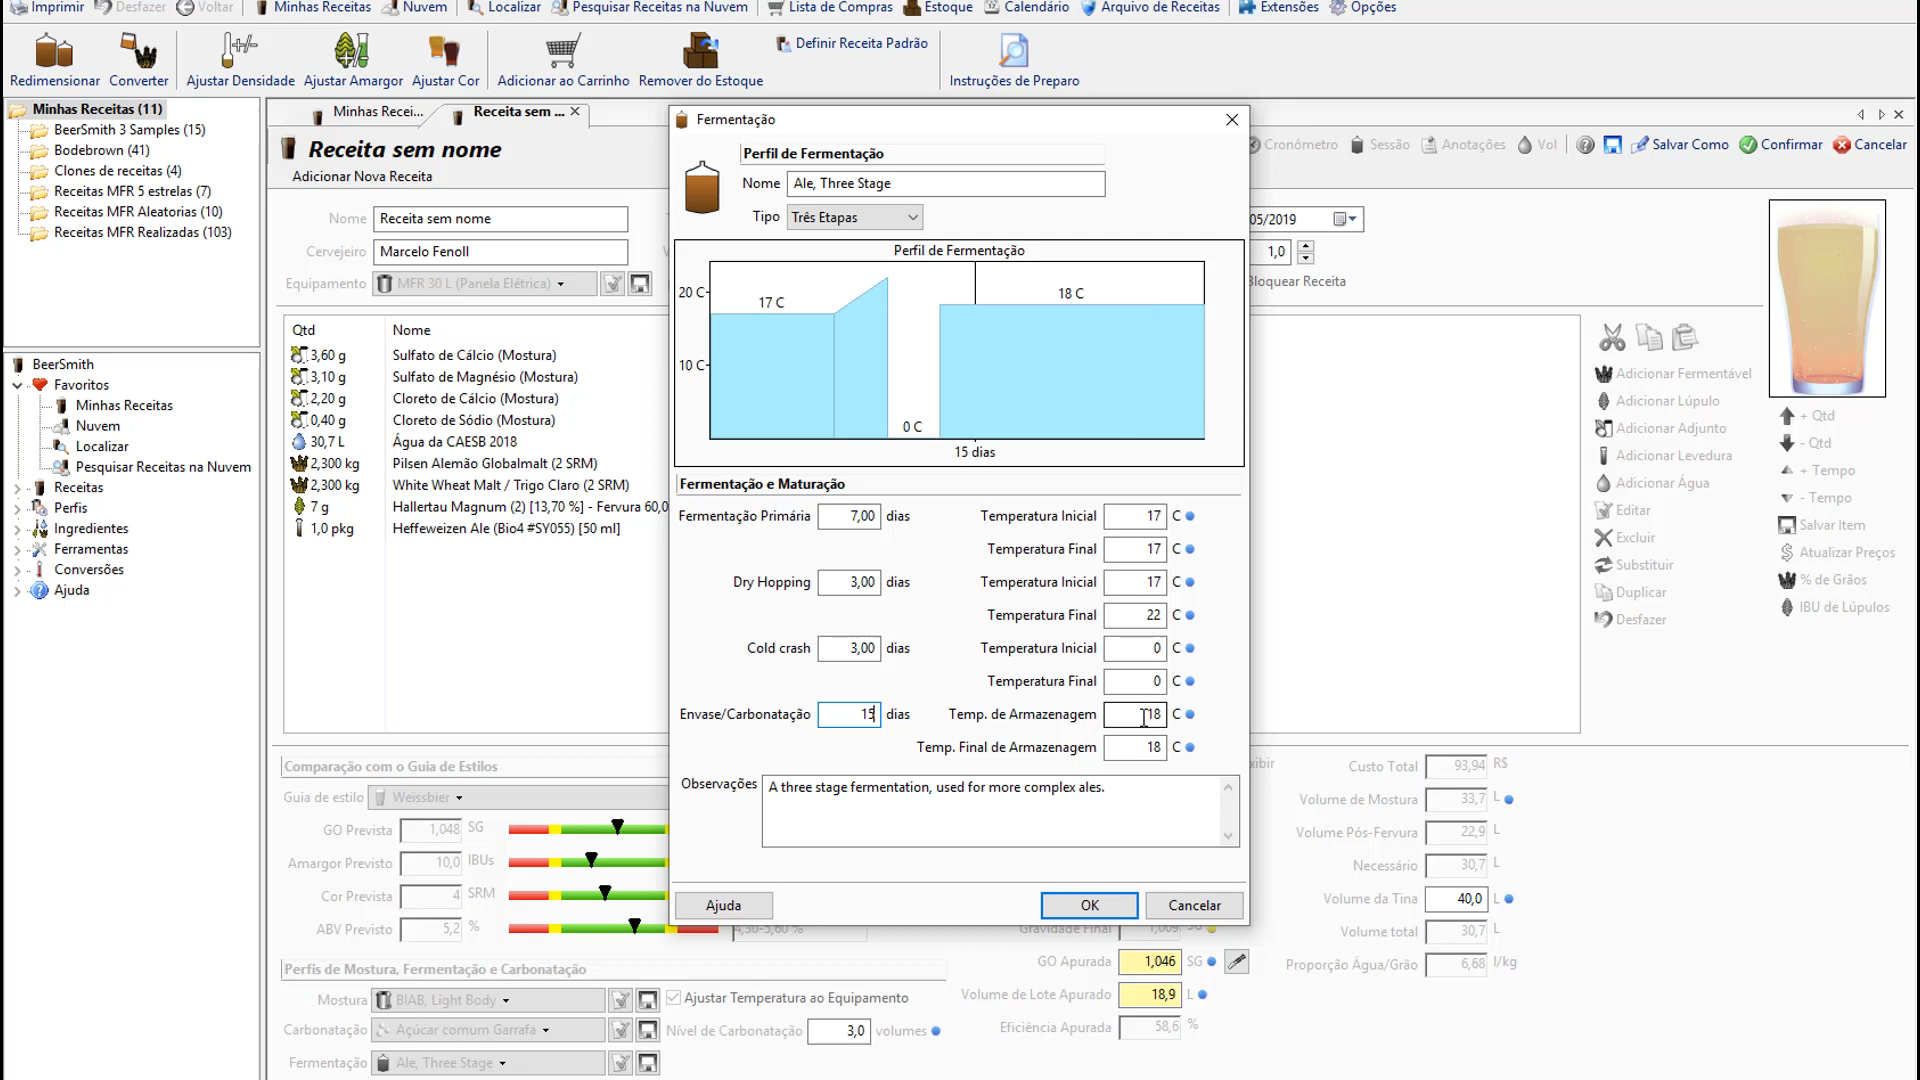 Imprimir Desfazer Voltar Minhas Receitas Nuvem Localizar Pesquisar Receitas na Nuvem Lista de Compras Estoque Calendário Arquivo de Receitas Extensões Opções
Redimensionar Converter Ajustar Densidade Ajustar Amargor Ajustar Cor Adicionar ao Carrinho Remover do Estoque Definir Receita Padrão Instruções de Preparo
Minhas Receitas (11)
BeerSmith 3 Samples (15)
Bodebrown (41)
Clones de receitas (4)
Receitas MFR 5 estrelas (7)
Receitas MFR Aleatorias (10)
Receitas MFR Realizadas (103)
BeerSmith
Favoritos
Minhas Receitas
Nuvem
Localizar
Pesquisar Receitas na Nuvem
Receitas
Perfis
Ingredientes
Ferramentas
Conversões
Ajuda
Minhas Recei... Receita sem ...
Receita sem nome
Adicionar Nova Receita
Cronômetro Sessão Anotações Vol Salvar Como Confirmar Cancelar
Nome Receita sem nome
05/2019
Cervejeiro Marcelo Fenoll
1,0
Equipamento MFR 30 L (Panela Elétrica)
Bloquear Receita
Qtd Nome
3,60 g Sulfato de Cálcio (Mostura)
3,10 g Sulfato de Magnésio (Mostura)
2,20 g Cloreto de Cálcio (Mostura)
0,40 g Cloreto de Sódio (Mostura)
30,7 L Água da CAESB 2018
2,300 kg Pilsen Alemão Globalmalt (2 SRM)
2,300 kg White Wheat Malt / Trigo Claro (2 SRM)
7 g Hallertau Magnum (2) [13,70 %] - Fervura 60,0
1,0 pkg Heffeweizen Ale (Bio4 #SY055) [50 ml]
Fermentação
Perfil de Fermentação
Nome Ale, Three Stage
Tipo Três Etapas
Perfil de Fermentação
20 C
10 C
17 C
0 C
18 C
15 dias
Fermentação e Maturação
Fermentação Primária 7,00 dias Temperatura Inicial 17 C
Temperatura Final 17 C
Dry Hopping 3,00 dias Temperatura Inicial 17 C
Temperatura Final 22 C
Cold crash 3,00 dias Temperatura Inicial 0 C
Temperatura Final 0 C
Envase/Carbonatação 15 dias Temp. de Armazenagem 18 C
Temp. Final de Armazenagem 18 C
Observações A three stage fermentation, used for more complex ales.
Ajuda OK Cancelar
Adicionar Fermentável
Adicionar Lúpulo
Adicionar Adjunto
Adicionar Levedura
Adicionar Água
Editar
Excluir
Substituir
Duplicar
Desfazer
+ Qtd
- Qtd
+ Tempo
- Tempo
Salvar Item
Atualizar Preços
% de Grãos
IBU de Lúpulos
Comparação com o Guia de Estilos
Guia de estilo Weissbier
GO Prevista 1,048 SG
Amargor Previsto 10,0 IBUs
Cor Prevista 4 SRM
ABV Previsto 5,2 % 4,30-5,60 %
Perfis de Mostura, Fermentação e Carbonatação
Mostura BIAB, Light Body Ajustar Temperatura ao Equipamento
Carbonatação Açúcar comum Garrafa Nível de Carbonatação 3,0 volumes
Fermentação Ale, Three Stage
Gravidade Final 1,009 SG
GO Apurada 1,046 SG
Volume de Lote Apurado 18,9 L
Eficiência Apurada 58,6 %
Custo Total 93,94 R$
Volume de Mostura 33,7 L
Volume Pós-Fervura 22,9 L
Necessário 30,7 L
Volume da Tina 40,0 L
Volume total 30,7 L
Proporção Água/Grão 6,68 l/kg